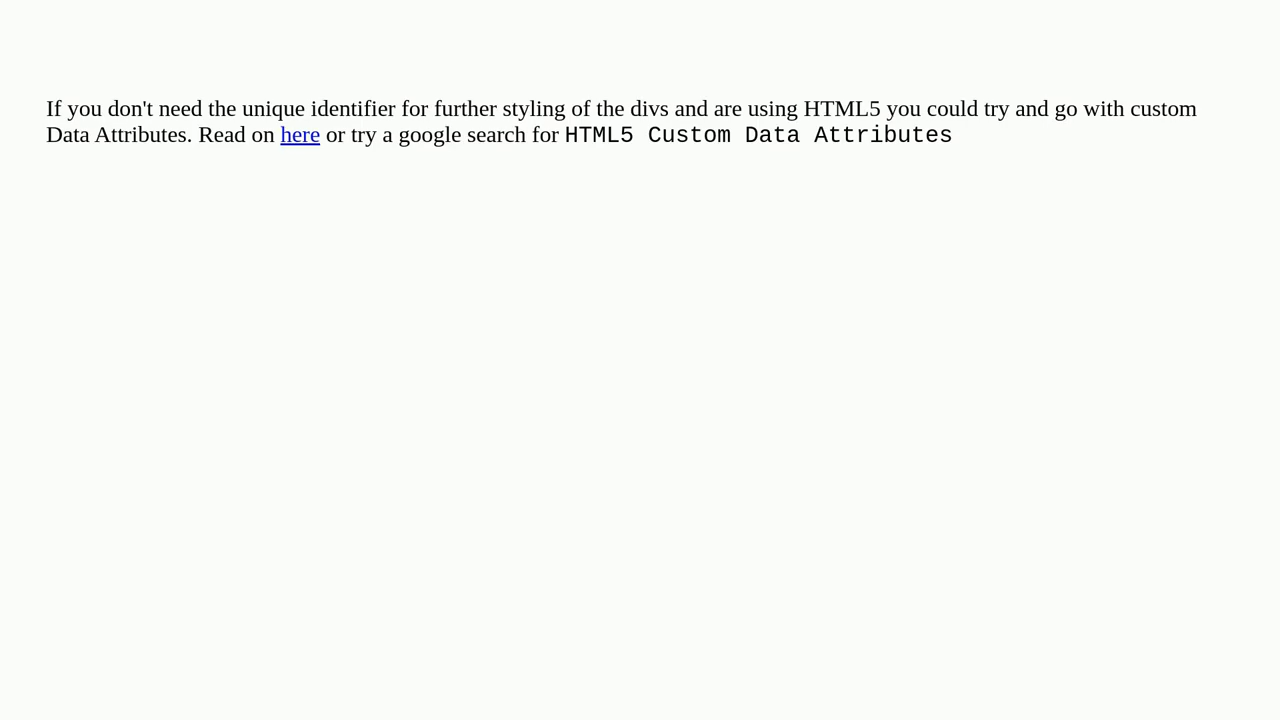 If you don't need the unique identifier for further styling of the divs and are using HTML5 you could try and go with custom
Data Attributes. Read on here or try a google search for HTML5 Custom Data Attributes